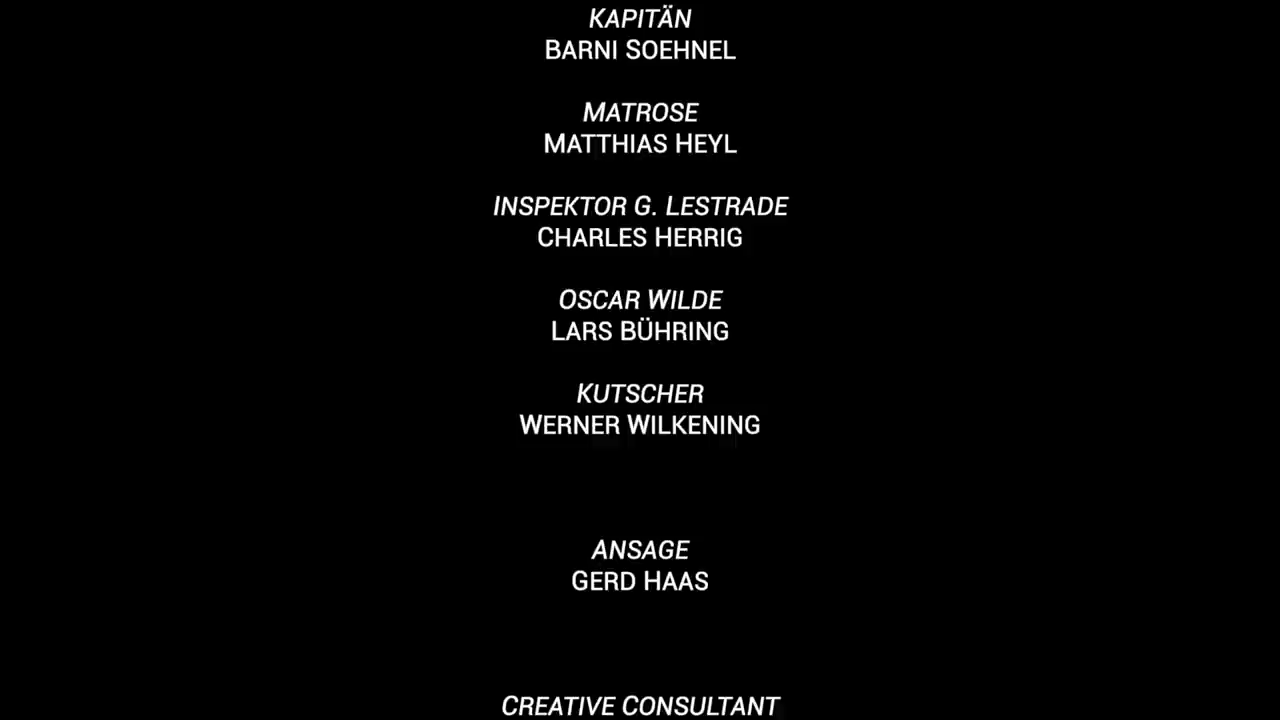 KAPITÄN
BARNI SOEHNEL
MATROSE
MATTHIAS HEYL
INSPEKTOR G. LESTRADE
CHARLES HERRIG
OSCAR WILDE
LARS BÜHRING
KUTSCHER
WERNER WILKENING
ANSAGE
GERD HAAS
CREATIVE CONSULTANT